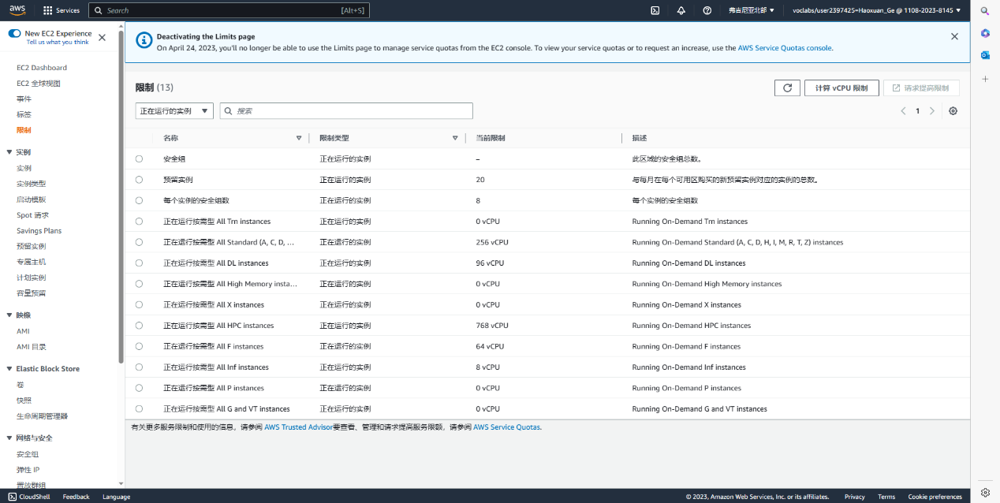 aws
Services
Search
[Alt+S]
弗吉尼亚北部
voclabs/user2397425=Haoxuan_Ge @ 1108-2023-8145
New EC2 Experience
Tell us what you think
EC2 Dashboard
EC2 全球视图
事件
标签
限制
实例
实例
实例类型
启动模板
Spot 请求
Savings Plans
预留实例
专属主机
计划实例
容量预留
映像
AMI
AMI 目录
Elastic Block Store
卷
快照
生命周期管理器
网络与安全
安全组
弹性 IP
置放群组
Deactivating the Limits page
On April 24, 2023, you'll no longer be able to use the Limits page to manage service quotas from the EC2 console. To view your service quotas or to request an increase, use the AWS Service Quotas console.
限制 (13)
计算 vCPU 限制
请求提高限制
正在运行的实例
搜索
1
名称 限制类型 当前限制 描述
安全组 正在运行的实例 – 此区域的安全组总数。
预留实例 正在运行的实例 20 与每月在每个可用区购买的新预留实例对应的实例的总数。
每个实例的安全组数 正在运行的实例 8 每个实例的安全组数
正在运行按需型 All Trn instances 正在运行的实例 0 vCPU Running On-Demand Trn instances
正在运行按需型 All Standard (A, C, D, ... 正在运行的实例 256 vCPU Running On-Demand Standard (A, C, D, H, I, M, R, T, Z) instances
正在运行按需型 All DL instances 正在运行的实例 96 vCPU Running On-Demand DL instances
正在运行按需型 All High Memory insta... 正在运行的实例 0 vCPU Running On-Demand High Memory instances
正在运行按需型 All X instances 正在运行的实例 0 vCPU Running On-Demand X instances
正在运行按需型 All HPC instances 正在运行的实例 768 vCPU Running On-Demand HPC instances
正在运行按需型 All F instances 正在运行的实例 64 vCPU Running On-Demand F instances
正在运行按需型 All Inf instances 正在运行的实例 8 vCPU Running On-Demand Inf instances
正在运行按需型 All P instances 正在运行的实例 0 vCPU Running On-Demand P instances
正在运行按需型 All G and VT instances 正在运行的实例 0 vCPU Running On-Demand G and VT instances
有关更多服务限制和使用的信息，请参阅 AWS Trusted Advisor要查看、管理和请求提高服务限额，请参阅 AWS Service Quotas.
CloudShell
Feedback
Language
© 2023, Amazon Web Services, Inc. or its affiliates.
Privacy
Terms
Cookie preferences